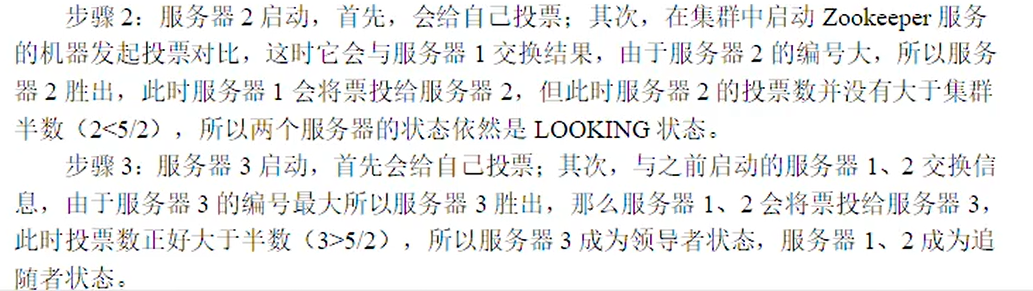 步骤 2：服务器 2 启动，首先，会给自己投票；其次，在集群中启动 Zookeeper 服务
的机器发起投票对比，这时它会与服务器 1 交换结果，由于服务器 2 的编号大，所以服务
器 2 胜出，此时服务器 1 会将票投给服务器 2，但此时服务器 2 的投票数并没有大于集群
半数（2<5/2），所以两个服务器的状态依然是 LOOKING 状态。
步骤 3：服务器 3 启动，首先会给自己投票；其次，与之前启动的服务器 1、2 交换信
息，由于服务器 3 的编号最大所以服务器 3 胜出，那么服务器 1、2 会将票投给服务器 3，
此时投票数正好大于半数（3>5/2），所以服务器 3 成为领导者状态，服务器 1、2 成为追
随者状态。